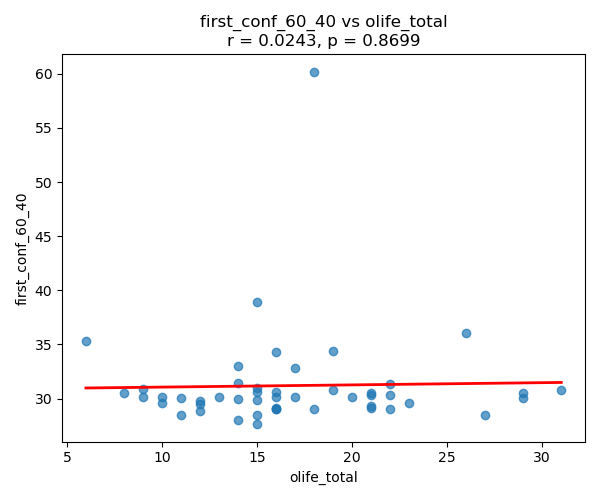 first_conf_60_40 vs olife_total
r = 0.0243, p = 0.8699
60
55
50
45
40
35
30
first_conf_60_40
5 10 15 20 25 30
olife_total